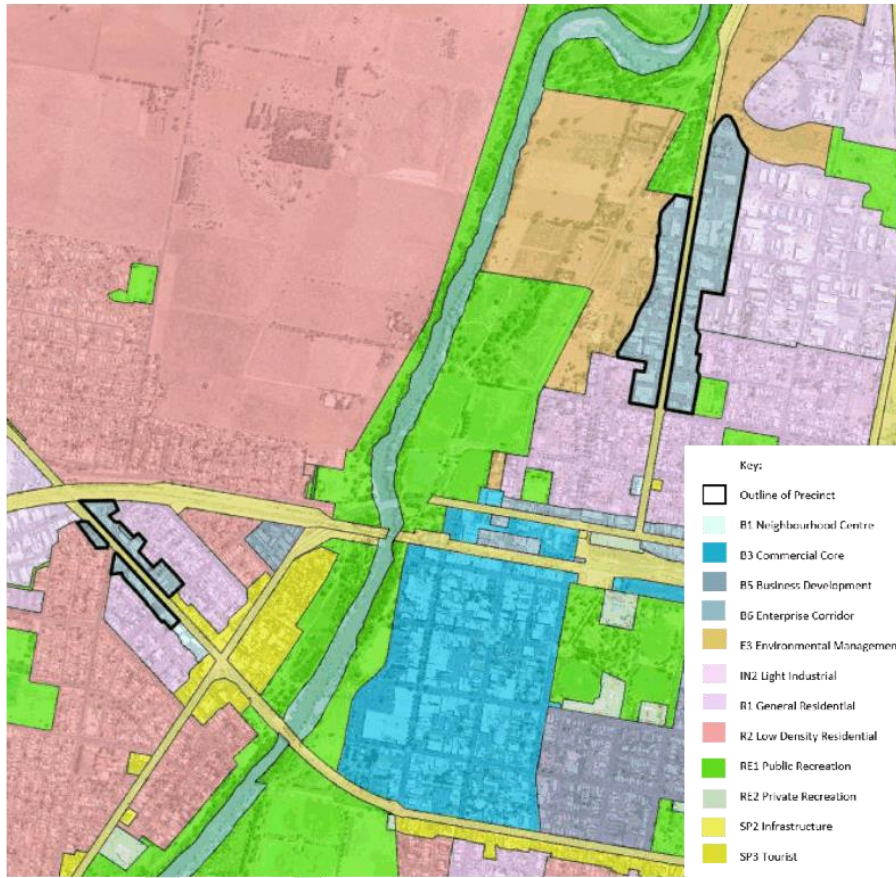 Key:
Outline of Precinct
B1 Neighbourhood Centre
B3 Commercial Core
B5 Business Development
B6 Enterprise Corridor
E3 Environmental Management
IN2 Light Industrial
R1 General Residential
R2 Low Density Residential
RE1 Public Recreation
RE2 Private Recreation
SP2 Infrastructure
SP3 Tourist